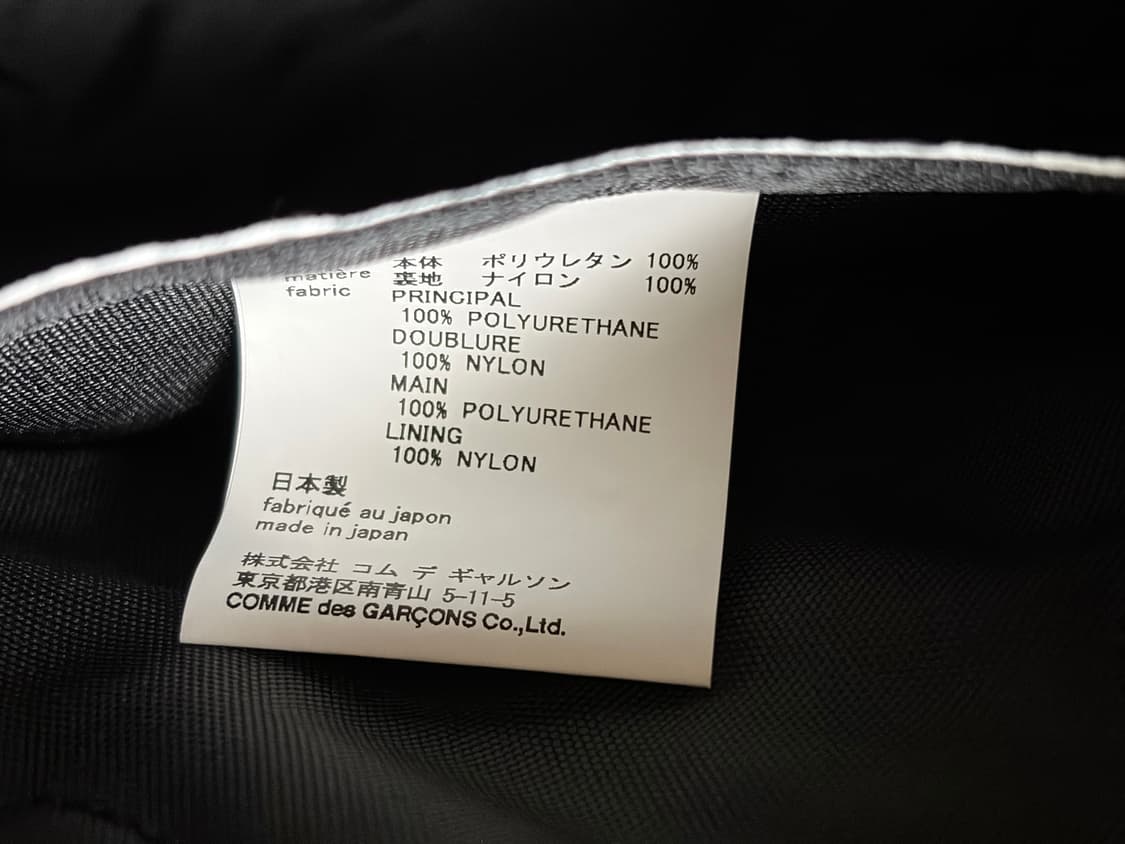 matière 本体 ポリウレタン 100%
fabric 裏地 ナイロン 100%
PRINCIPAL
100% POLYURETHANE
DOUBLURE
100% NYLON
MAIN
100% POLYURETHANE
LINING
100% NYLON
日本製
fabriqué au japon
made in japan
株式会社 コム デ ギャルソン
東京都港区南青山 5-11-5
COMME des GARÇONS Co.,Ltd.